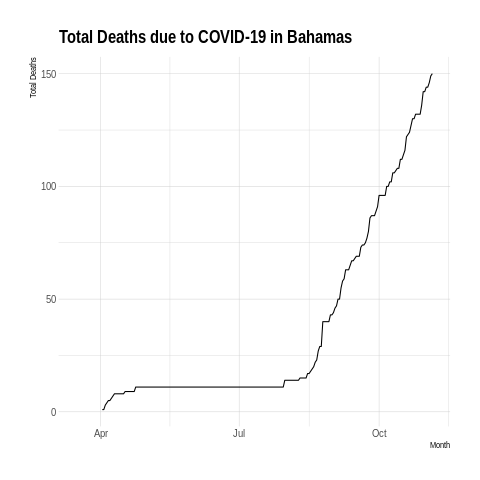 Total Deaths due to COVID-19 in Bahamas
Total Deaths
150
100
50
0
Apr
Jul
Oct
Month